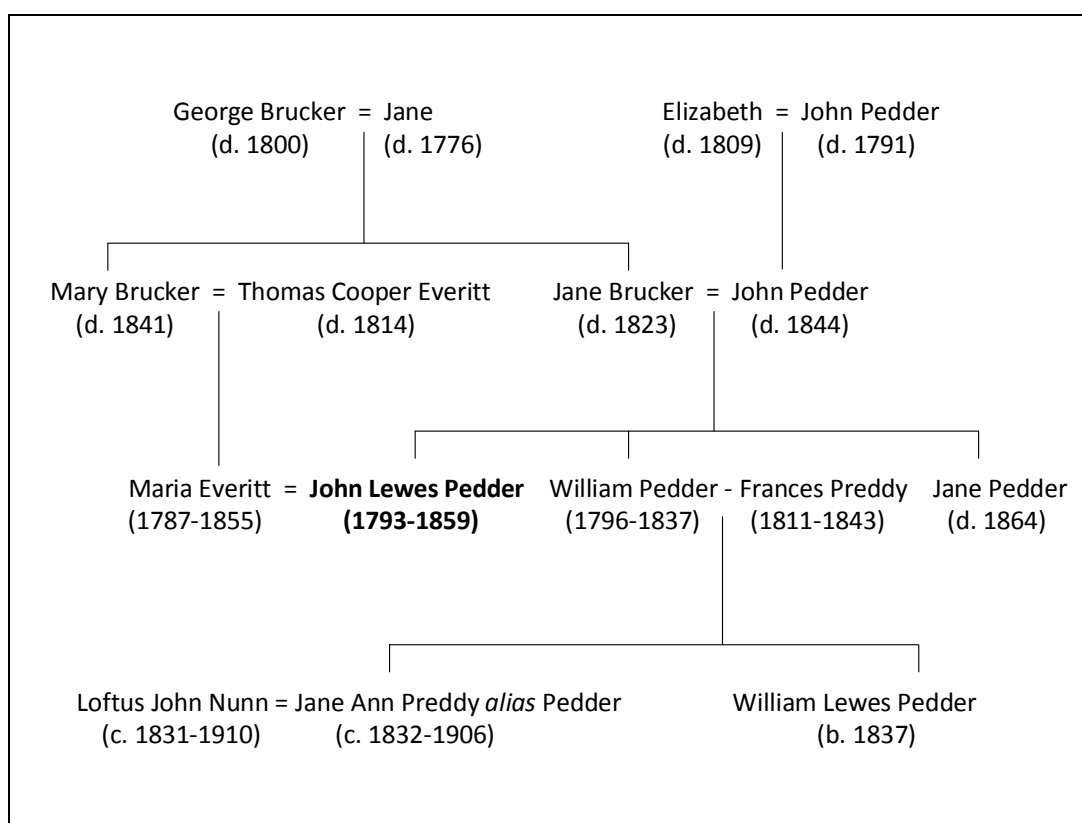 George Brucker = Jane
(d. 1800) (d. 1776)
Elizabeth = John Pedder
(d. 1809) (d. 1791)
Mary Brucker = Thomas Cooper Everitt
(d. 1841) (d. 1814)
Jane Brucker = John Pedder
(d. 1823) (d. 1844)
Maria Everitt = John Lewes Pedder
(1787-1855) (1793-1859)
William Pedder - Frances Preddy
(1796-1837) (1811-1843)
Jane Pedder
(d. 1864)
Loftus John Nunn = Jane Ann Preddy alias Pedder
(c. 1831-1910) (c. 1832-1906)
William Lewes Pedder
(b. 1837)